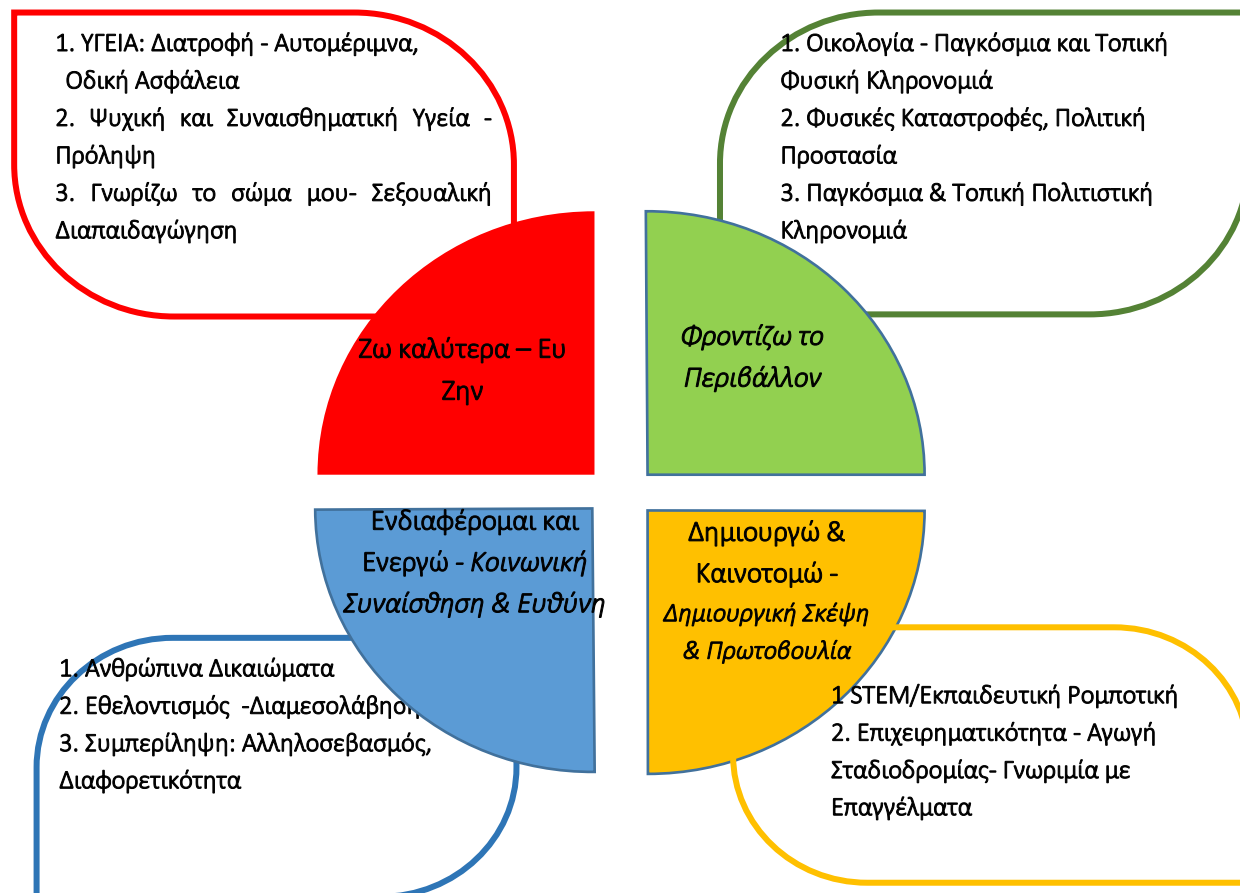 1. ΥΓΕΙΑ: Διατροφή - Αυτομέριμνα,
Οδική Ασφάλεια
2. Ψυχική και Συναισθηματική Υγεία -
Πρόληψη
3. Γνωρίζω το σώμα μου- Σεξουαλική
Διαπαιδαγώγηση
1. Οικολογία - Παγκόσμια και Τοπική
Φυσική Κληρονομιά
2. Φυσικές Καταστροφές, Πολιτική
Προστασία
3. Παγκόσμια & Τοπική Πολιτιστική
Κληρονομιά
Ζω καλύτερα – Ευ
Ζην
Φροντίζω το
Περιβάλλον
Ενδιαφέρομαι και
Ενεργώ - Κοινωνική
Συναίσθηση & Ευθύνη
Δημιουργώ &
Καινοτομώ -
Δημιουργική Σκέψη
& Πρωτοβουλία
1. Ανθρώπινα Δικαιώματα
2. Εθελοντισμός -Διαμεσολάβηση
3. Συμπερίληψη: Αλληλοσεβασμός,
Διαφορετικότητα
1 STEM/Εκπαιδευτική Ρομποτική
2. Επιχειρηματικότητα - Αγωγή
Σταδιοδρομίας- Γνωριμία με
Επαγγέλματα